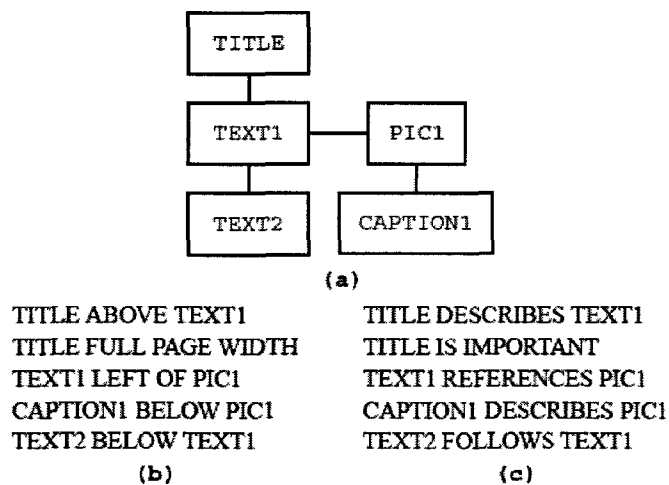 TITLE
TEXT1 PIC1
TEXT2 CAPTION1
(a)
TITLE ABOVE TEXT1
TITLE FULL PAGE WIDTH
TEXT1 LEFT OF PIC1
CAPTION1 BELOW PIC1
TEXT2 BELOW TEXT1
(b)
TITLE DESCRIBES TEXT1
TITLE IS IMPORTANT
TEXT1 REFERENCES PIC1
CAPTION1 DESCRIBES PIC1
TEXT2 FOLLOWS TEXT1
(c)